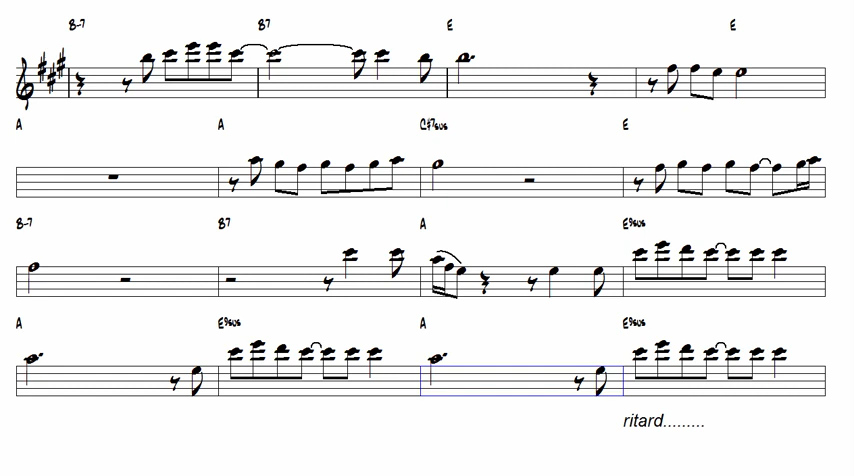 B-7 B7 E E
A A C#7sus E
B-7 B7 A E9sus
A E9sus A E9sus
ritard.........